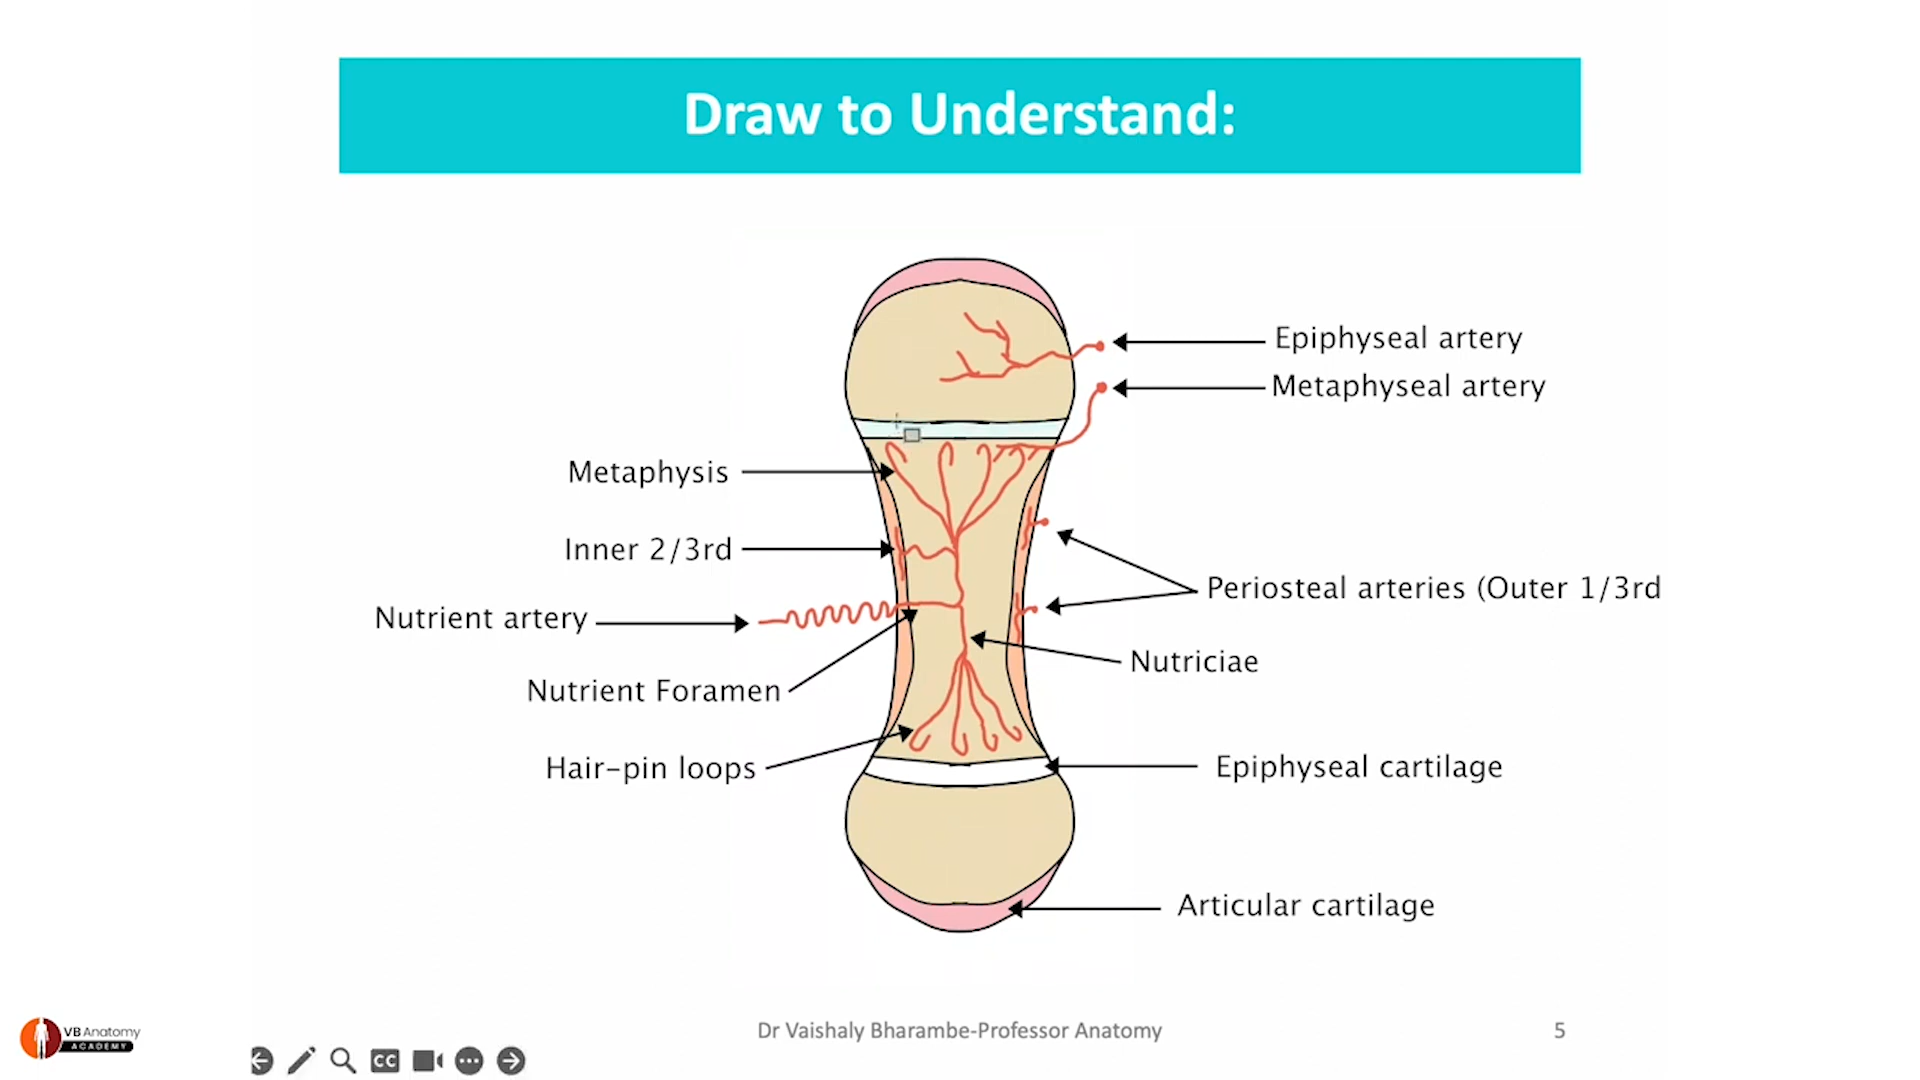 Draw to Understand:
Epiphyseal artery
Metaphyseal artery
Metaphysis
Inner 2/3rd
Periosteal arteries (Outer 1/3rd
Nutrient artery
Nutriciae
Nutrient Foramen
Hair-pin loops
Epiphyseal cartilage
Articular cartilage
VB Anatomy
ACADEMY
Dr Vaishaly Bharambe-Professor Anatomy
5
CC